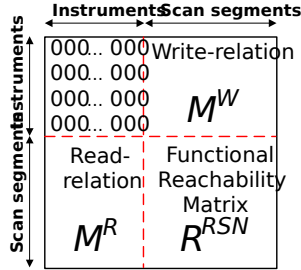 Instruments Scan segments
000... 000 Write-relation
000... 000
000... 000 M^W
000... 000
Instruments
Scan segments
Read- Functional
relation Reachability
Matrix
M^R R^RSN